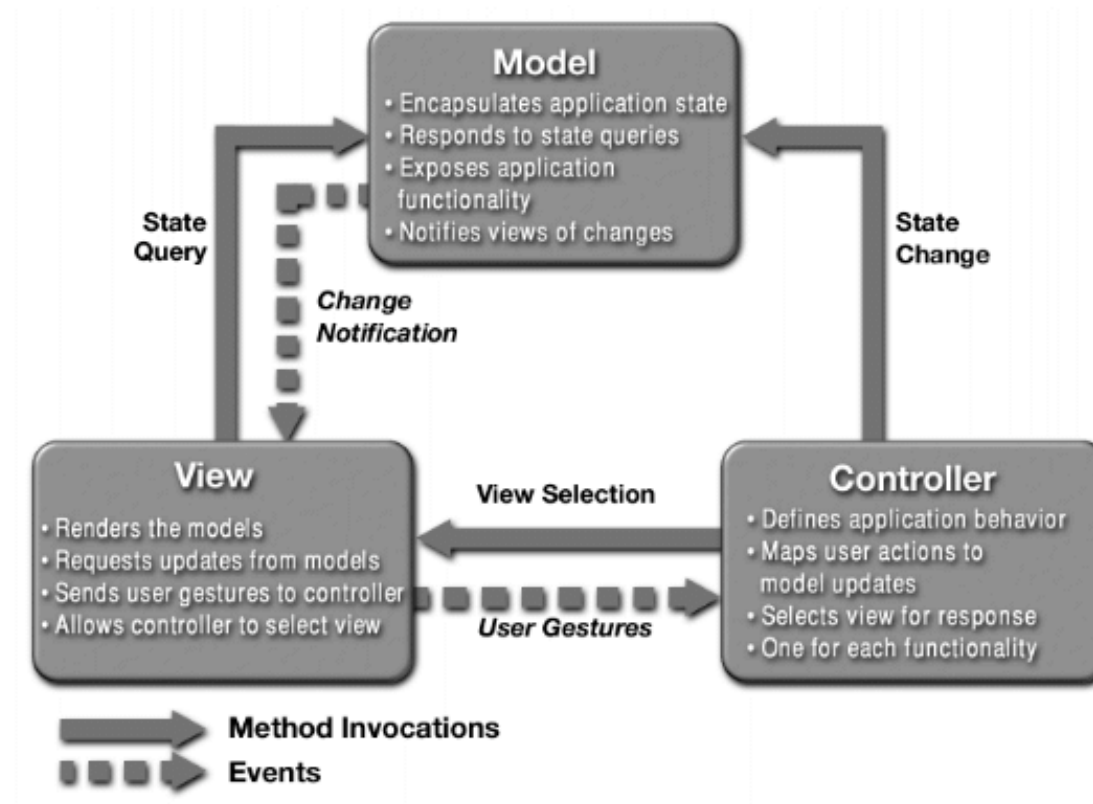 Model
• Encapsulates application state
• Responds to state queries
• Exposes application
functionality
• Notifies views of changes
State
Query
State
Change
Change
Notification
View
• Renders the models
• Requests updates from models
• Sends user gestures to controller
• Allows controller to select view
View Selection
User Gestures
Controller
• Defines application behavior
• Maps user actions to
model updates
• Selects view for response
• One for each functionality
Method Invocations
Events